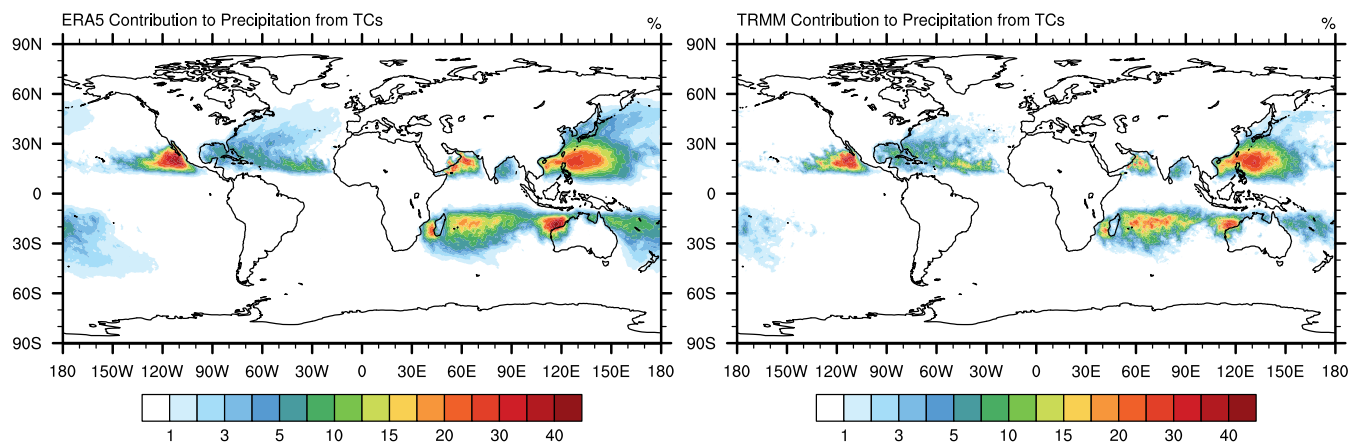 ERA5 Contribution to Precipitation from TCs %
90N
60N
30N
0
30S
60S
90S
180 150W 120W 90W 60W 30W 0 30E 60E 90E 120E 150E 180
1 3 5 10 15 20 30 40
TRMM Contribution to Precipitation from TCs %
90N
60N
30N
0
30S
60S
90S
180 150W 120W 90W 60W 30W 0 30E 60E 90E 120E 150E 180
1 3 5 10 15 20 30 40